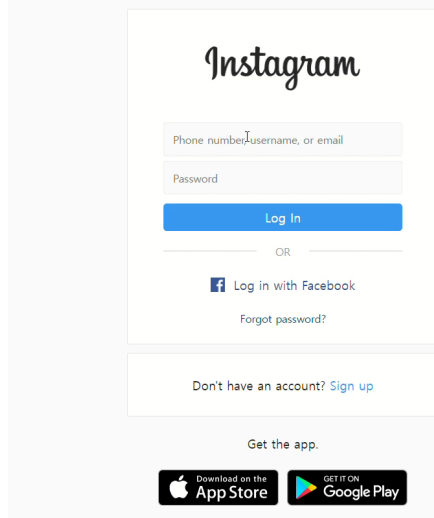 Instagram
Phone number, username, or email
Password
Log In
OR
Log in with Facebook
Forgot password?
Don't have an account? Sign up
Get the app.
Download on the
App Store
GET IT ON
Google Play